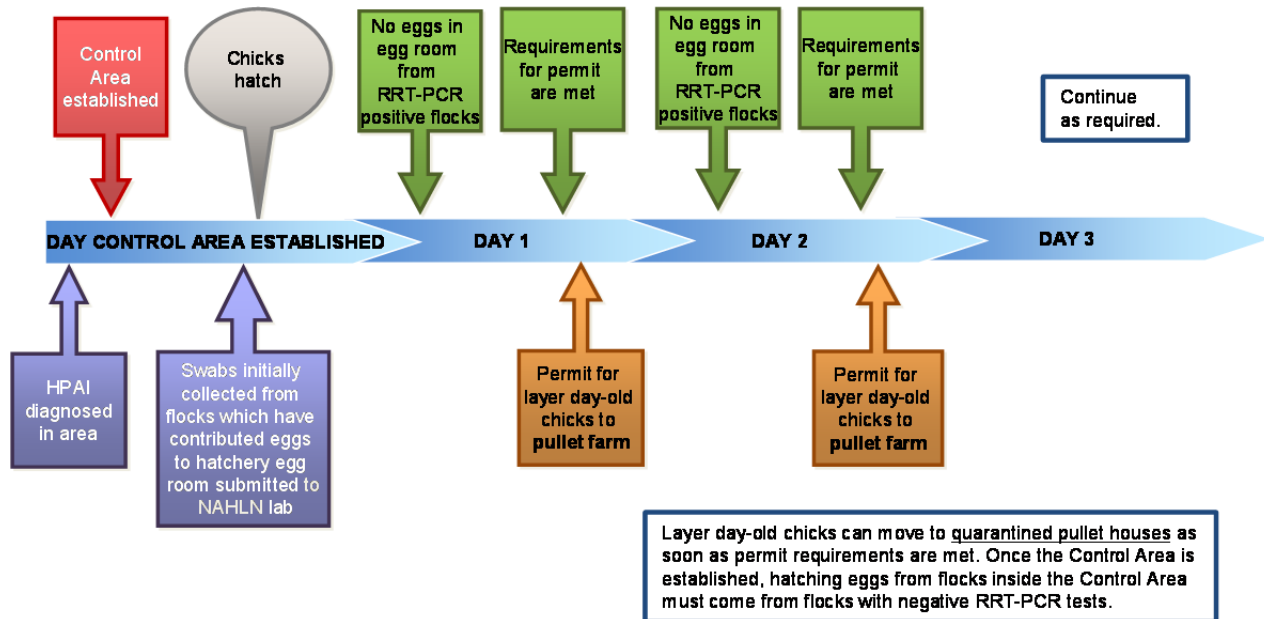 Control
Area
established
Chicks
hatch
No eggs in
egg room
from
RRT-PCR
positive flocks
Requirements
for permit
are met
No eggs in
egg room
from
RRT-PCR
positive flocks
Requirements
for permit
are met
Continue
as required.
DAY CONTROL AREA ESTABLISHED
DAY 1
DAY 2
DAY 3
HPAI
diagnosed
in area
Swabs initially
collected from
flocks which have
contributed eggs
to hatchery egg
room submitted to
NAHLN lab
Permit for
layer day-old
chicks to
pullet farm
Permit for
layer day-old
chicks to
pullet farm
Layer day-old chicks can move to quarantined pullet houses as
soon as permit requirements are met. Once the Control Area is
established, hatching eggs from flocks inside the Control Area
must come from flocks with negative RRT-PCR tests.